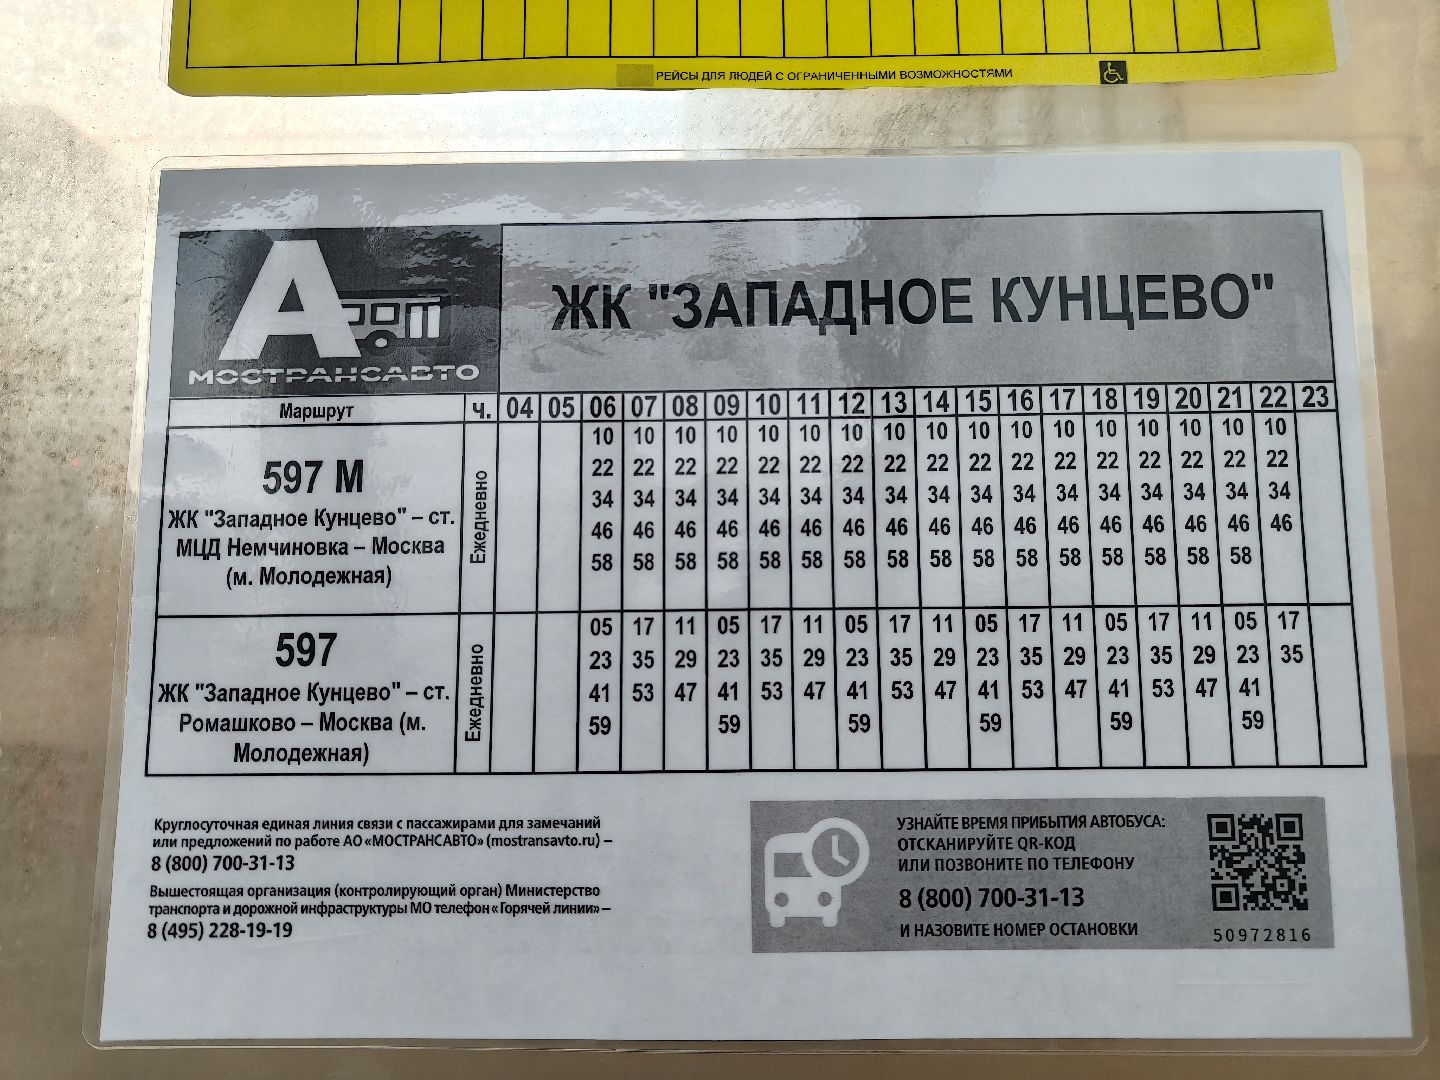 РЕЙСЫ ДЛЯ ЛЮДЕЙ С ОГРАНИЧЕННЫМИ ВОЗМОЖНОСТЯМИ
А
МОСТРАНСАВТО
ЖК "ЗАПАДНОЕ КУНЦЕВО"
Маршрут ч. 04 05 06 07 08 09 10 11 12 13 14 15 16 17 18 19 20 21 22 23
597 М
ЖК "Западное Кунцево" – ст.
МЦД Немчиновка – Москва
(м. Молодежная)
Ежедневно
10 10 10 10 10 10 10 10 10 10 10 10 10 10 10 10 10
22 22 22 22 22 22 22 22 22 22 22 22 22 22 22 22 22
34 34 34 34 34 34 34 34 34 34 34 34 34 34 34 34 34
46 46 46 46 46 46 46 46 46 46 46 46 46 46 46 46 46
58 58 58 58 58 58 58 58 58 58 58 58 58 58 58 58
597
ЖК "Западное Кунцево" – ст.
Ромашково – Москва (м.
Молодежная)
Ежедневно
05 17 11 05 17 11 05 17 11 05 17 11 05 17 11 05 17
23 35 29 23 35 29 23 35 29 23 35 29 23 35 29 23 35
41 53 47 41 53 47 41 53 47 41 53 47 41 53 47 41
59 59 59 59 59 59
Круглосуточная единая линия связи с пассажирами для замечаний
или предложений по работе АО «МОСТРАНСАВТО» (mostransavto.ru) –
8 (800) 700-31-13
Вышестоящая организация (контролирующий орган) Министерство
транспорта и дорожной инфраструктуры МО телефон «Горячей линии» –
8 (495) 228-19-19
УЗНАЙТЕ ВРЕМЯ ПРИБЫТИЯ АВТОБУСА:
ОТСКАНИРУЙТЕ QR-КОД
ИЛИ ПОЗВОНИТЕ ПО ТЕЛЕФОНУ
8 (800) 700-31-13
И НАЗОВИТЕ НОМЕР ОСТАНОВКИ
50972816